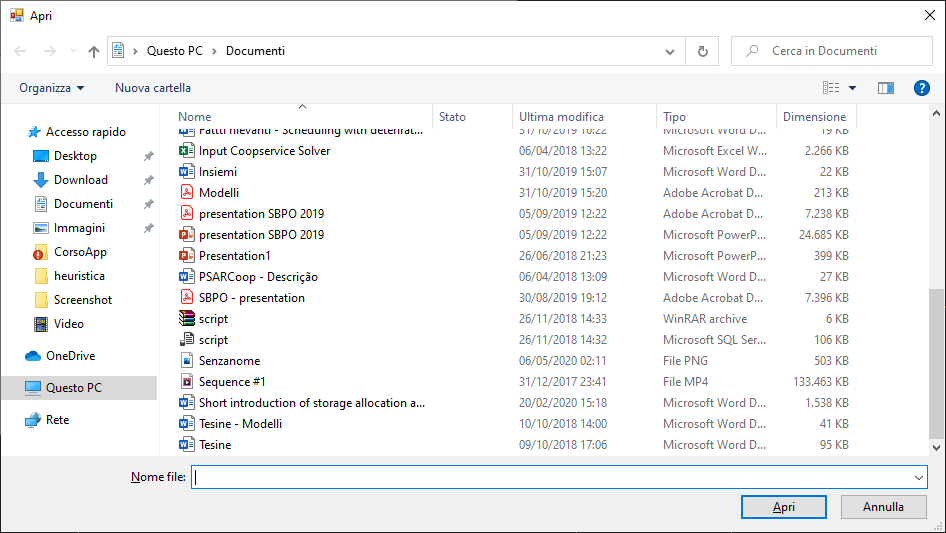 Apri
Questo PC > Documenti
Cerca in Documenti
Organizza
Nuova cartella
?
Nome Stato Ultima modifica Tipo Dimensione
Accesso rapido
Desktop
Download
Documenti
Immagini
CorsoApp
heuristica
Screenshot
Video
OneDrive
Questo PC
Rete
rilevanti - Scheduling with 31/10/2019 Microsoft Word D... 19 KB
Input Coopservice Solver 06/04/2018 13:22 Microsoft Excel W... 2.266 KB
Insiemi 31/10/2019 15:07 Microsoft Word D... 22 KB
Modelli 31/10/2019 15:20 Adobe Acrobat D... 213 KB
presentation SBPO 2019 05/09/2019 12:22 Adobe Acrobat D... 7.238 KB
presentation SBPO 2019 05/09/2019 12:22 Microsoft PowerP... 24.685 KB
Presentation1 26/06/2018 21:23 Microsoft PowerP... 399 KB
PSARCoop - Descrição 06/04/2018 13:09 Microsoft Word D... 27 KB
SBPO - presentation 30/08/2019 19:12 Adobe Acrobat D... 7.396 KB
script 26/11/2018 14:33 WinRAR archive 6 KB
script 26/11/2018 14:32 Microsoft SQL Ser... 106 KB
Senzanome 06/05/2020 02:11 File PNG 503 KB
Sequence #1 31/12/2017 23:41 File MP4 133.463 KB
Short introduction of storage allocation a... 20/02/2020 15:18 Microsoft Word D... 1.538 KB
Tesine - Modelli 10/10/2018 14:00 Microsoft Word D... 41 KB
Tesine 09/10/2018 17:06 Microsoft Word D... 95 KB
Nome file:
Apri
Annulla